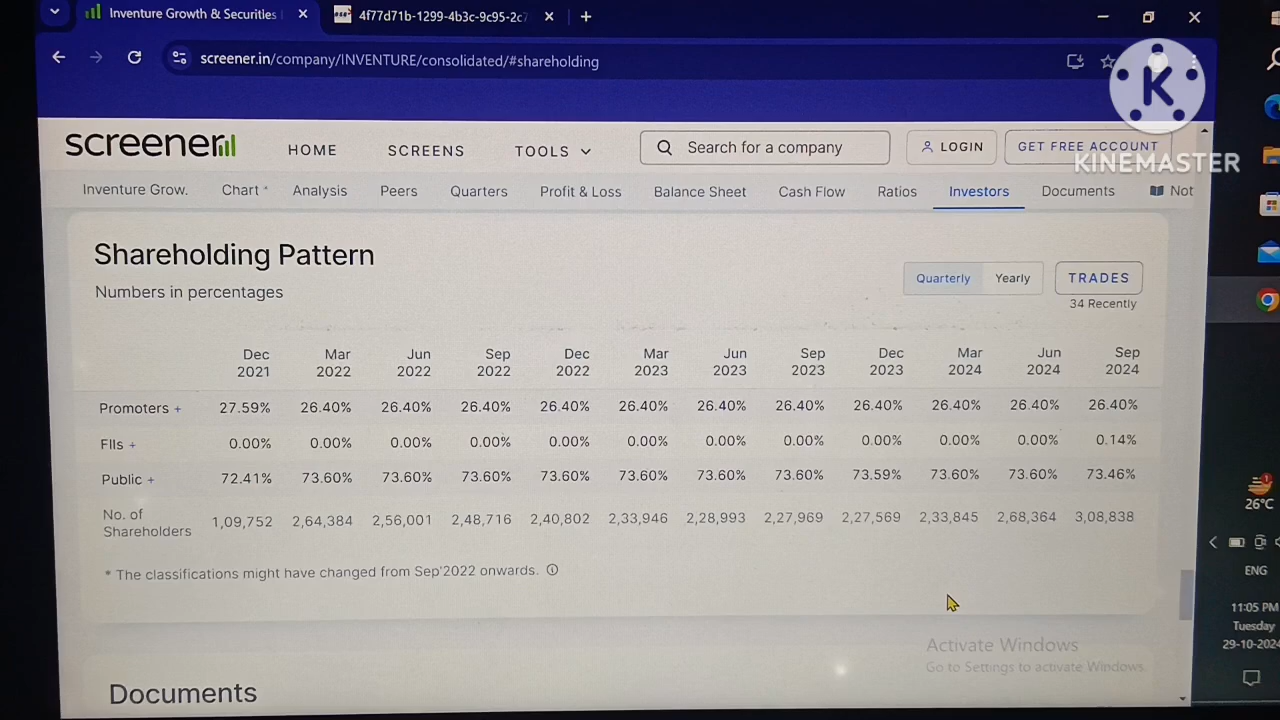 Inventure Growth & Securities
4f77d71b-1299-4b3c-9c95-2c7
screener.in/company/INVENTURE/consolidated/#shareholding
K
KINEMASTER
screener
HOME SCREENS TOOLS
Search for a company
LOGIN
GET FREE ACCOUNT
Inventure Grow. Chart Analysis Peers Quarters Profit & Loss Balance Sheet Cash Flow Ratios Investors Documents Not
Shareholding Pattern
Numbers in percentages
Quarterly Yearly TRADES
34 Recently
Dec 2021 Mar 2022 Jun 2022 Sep 2022 Dec 2022 Mar 2023 Jun 2023 Sep 2023 Dec 2023 Mar 2024 Jun 2024 Sep 2024
Promoters + 27.59% 26.40% 26.40% 26.40% 26.40% 26.40% 26.40% 26.40% 26.40% 26.40% 26.40% 26.40%
FIIs + 0.00% 0.00% 0.00% 0.00% 0.00% 0.00% 0.00% 0.00% 0.00% 0.00% 0.00% 0.14%
Public + 72.41% 73.60% 73.60% 73.60% 73.60% 73.60% 73.60% 73.60% 73.59% 73.60% 73.60% 73.46%
No. of Shareholders 1,09,752 2,64,384 2,56,001 2,48,716 2,40,802 2,33,946 2,28,993 2,27,969 2,27,569 2,33,845 2,68,364 3,08,838
* The classifications might have changed from Sep'2022 onwards.
Activate Windows
Go to Settings to activate Windows.
Documents
26°C
ENG
11:05 PM
Tuesday
29-10-2024